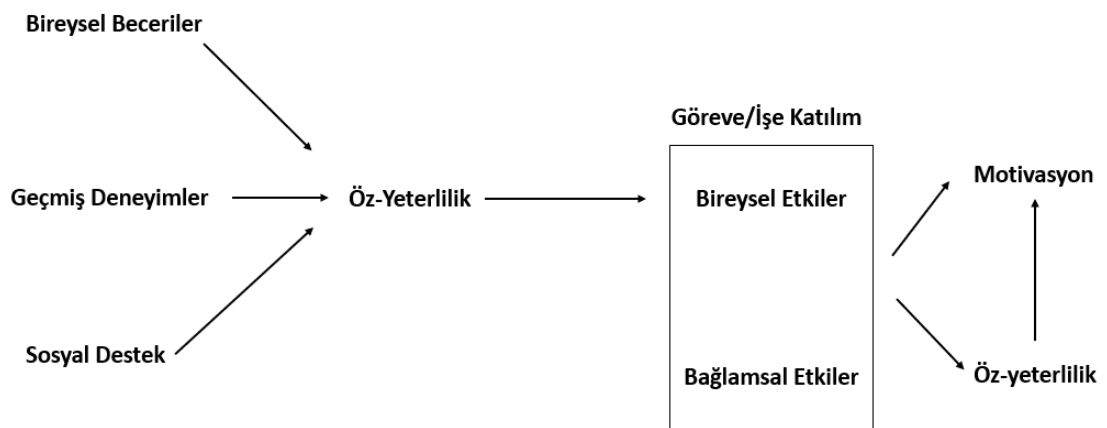 Bireysel Beceriler
Göreve/İşe Katılım
Geçmiş Deneyimler
Öz-Yeterlilik
Bireysel Etkiler
Motivasyon
Sosyal Destek
Bağlamsal Etkiler
Öz-yeterlilik